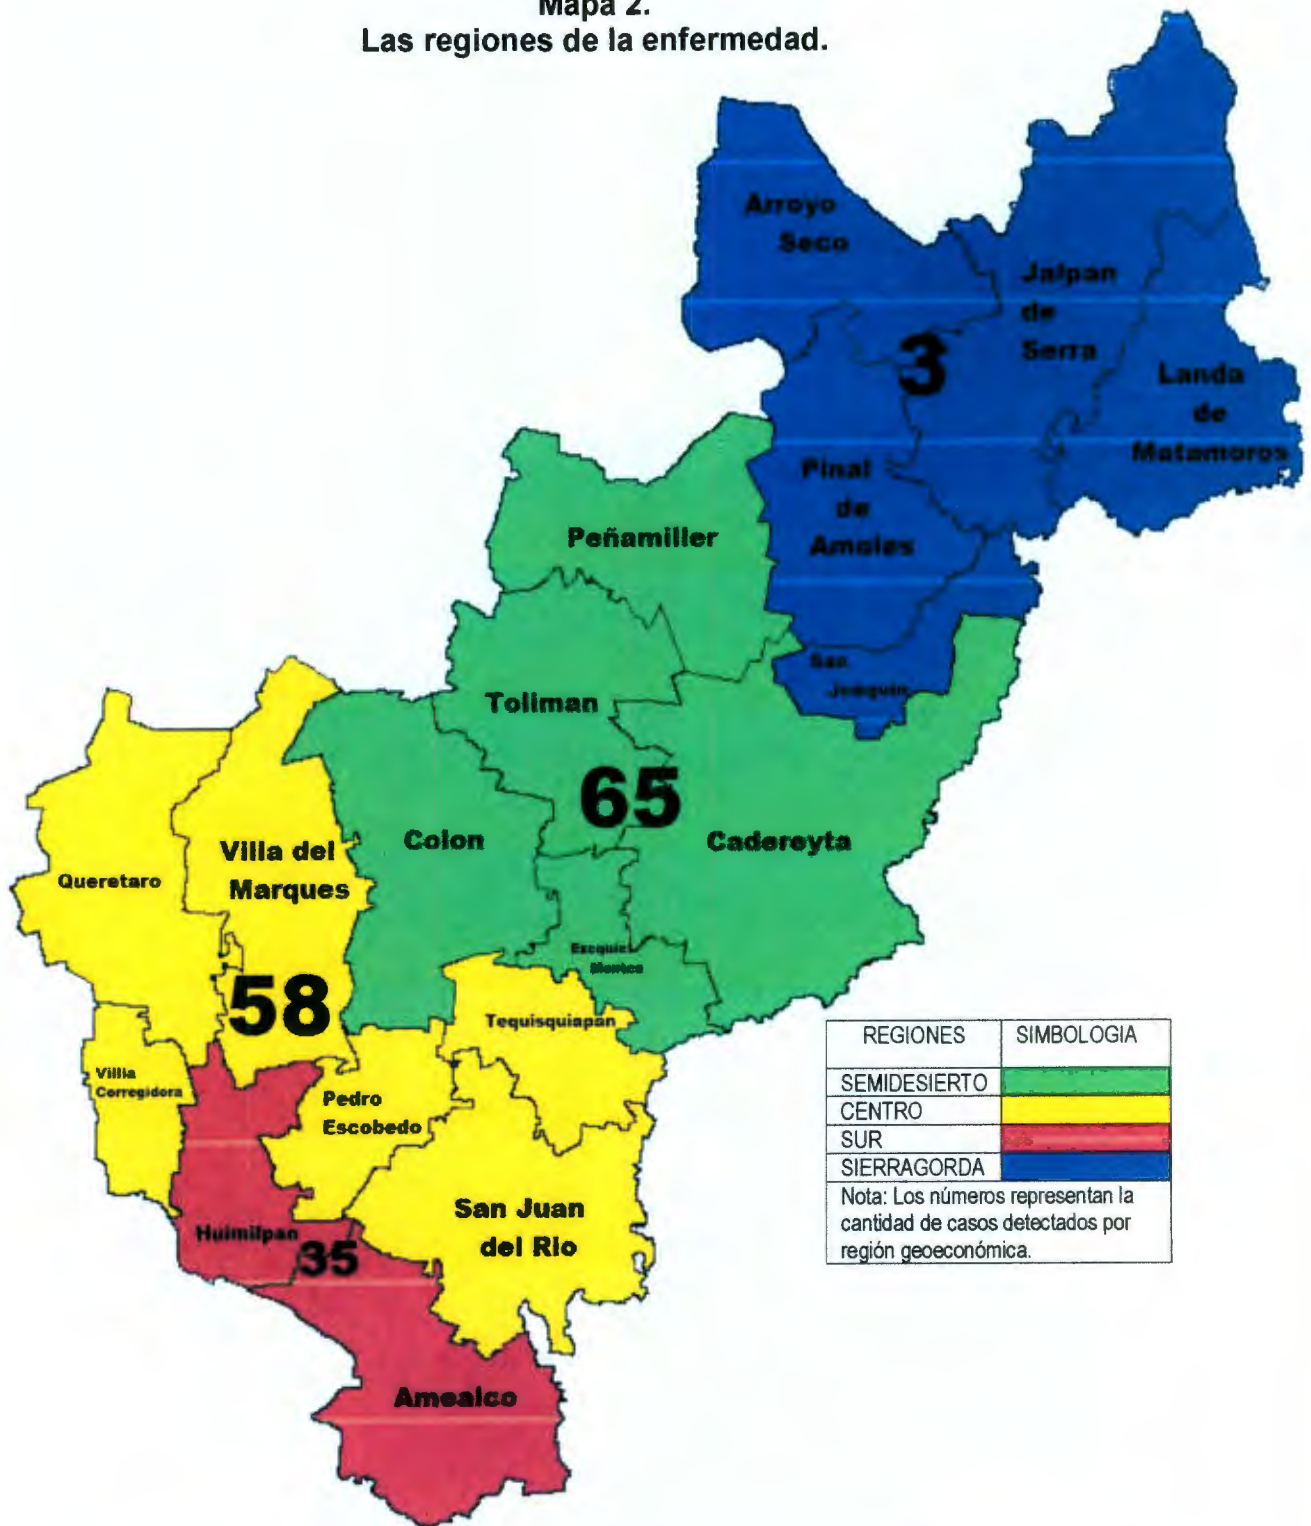 Mapa 2.
Las regiones de la enfermedad.
Arroyo
Seco
Jalpan
de
Serra
3
Landa
de
Matamoros
Pinal
de
Amoles
Peñamiller
San
Joaquin
Toliman
65
Colon
Cadereyta
Villa del
Marques
Queretaro
Ezequiel
Montes
58
Tequisquiapan
Villia
Corregidora
Pedro
Escobedo
San Juan
del Rio
Huimilpan
35
Amealco
REGIONES SIMBOLOGIA
SEMIDESIERTO
CENTRO
SUR
SIERRAGORDA
Nota: Los números representan la
cantidad de casos detectados por
región geoeconómica.